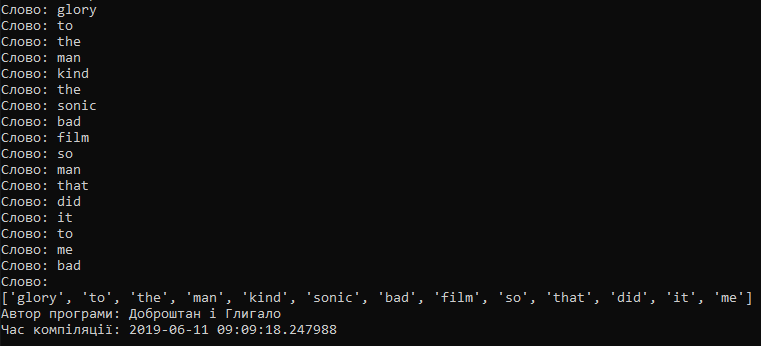 Слово: glory
Слово: to
Слово: the
Слово: man
Слово: kind
Слово: the
Слово: sonic
Слово: bad
Слово: film
Слово: so
Слово: man
Слово: that
Слово: did
Слово: it
Слово: to
Слово: me
Слово: bad
Слово:
['glory', 'to', 'the', 'man', 'kind', 'sonic', 'bad', 'film', 'so', 'that', 'did', 'it', 'me']
Автор програми: Доброштан і Глигало
Час компіляції: 2019-06-11 09:09:18.247988